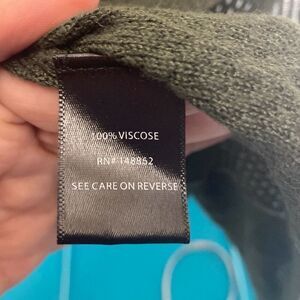 100% VISCOSE
RN# 148852
SEE CARE ON REVERSE